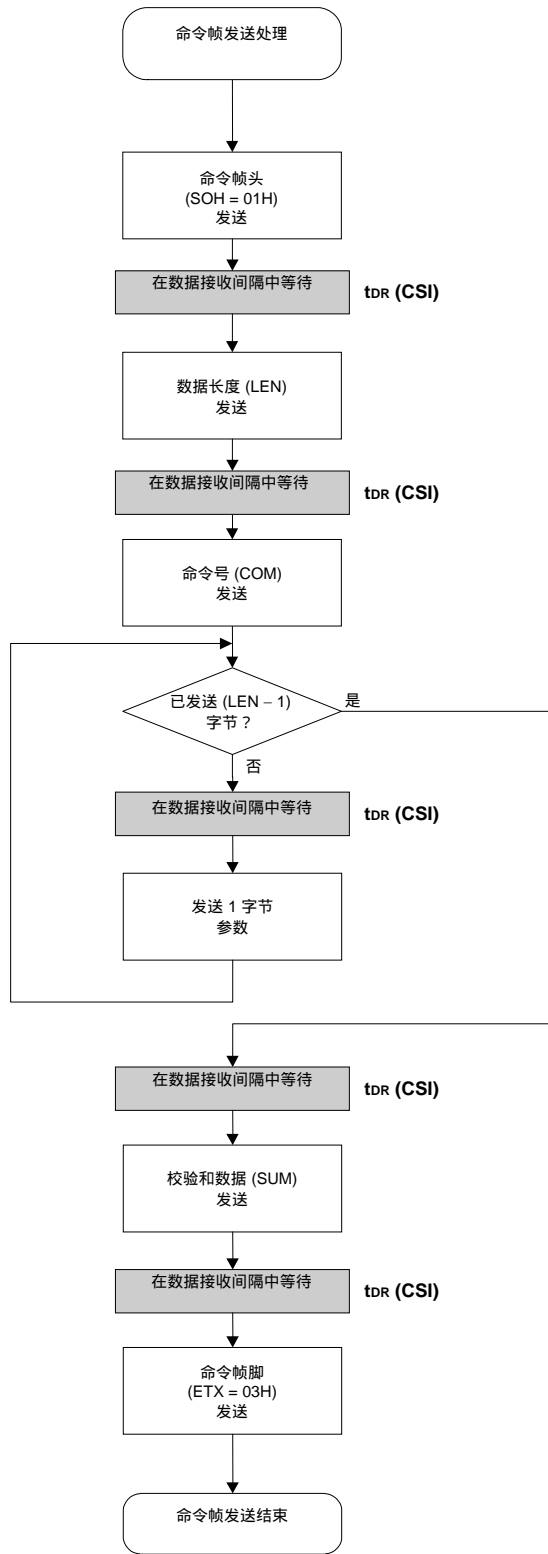 命令帧发送处理
命令帧头
(SOH = 01H)
发送
在数据接收间隔中等待
tDR (CSI)
数据长度 (LEN)
发送
在数据接收间隔中等待
tDR (CSI)
命令号 (COM)
发送
已发送 (LEN – 1)
字节？
是
否
在数据接收间隔中等待
tDR (CSI)
发送 1 字节
参数
在数据接收间隔中等待
tDR (CSI)
校验和数据 (SUM)
发送
在数据接收间隔中等待
tDR (CSI)
命令帧脚
(ETX = 03H)
发送
命令帧发送结束